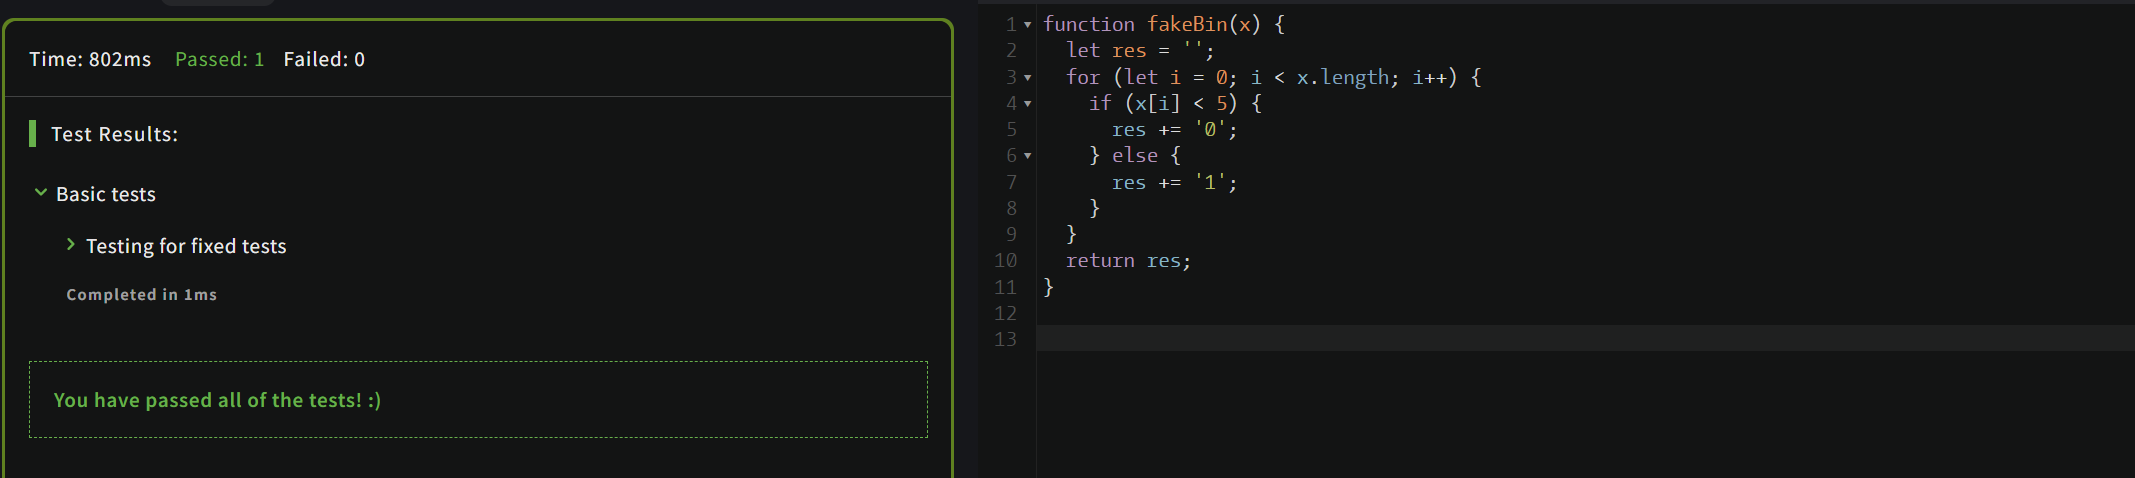 Time: 802ms Passed: 1 Failed: 0
Test Results:
Basic tests
Testing for fixed tests
Completed in 1ms
You have passed all of the tests! :)
1 function fakeBin(x) {
2   let res = '';
3   for (let i = 0; i < x.length; i++) {
4     if (x[i] < 5) {
5       res += '0';
6     } else {
7       res += '1';
8     }
9   }
10   return res;
11 }
12
13